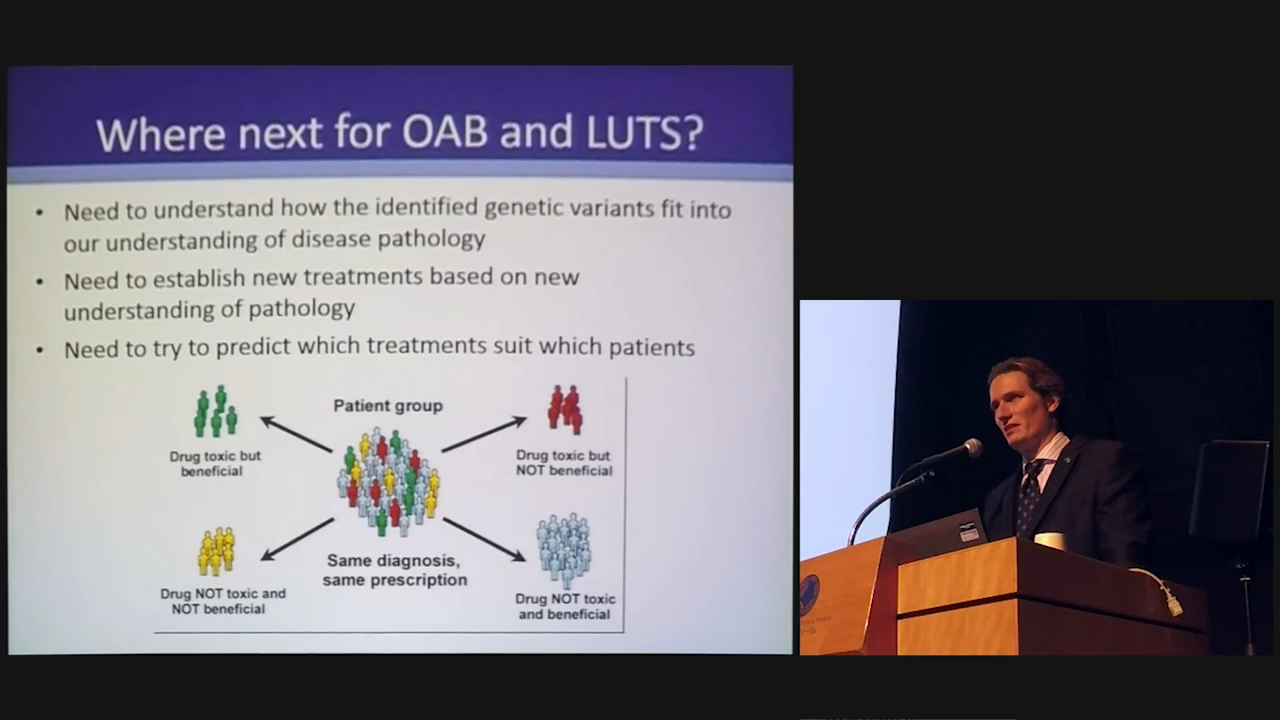 Where next for OAB and LUTS?
• Need to understand how the identified genetic variants fit into
our understanding of disease pathology
• Need to establish new treatments based on new
understanding of pathology
• Need to try to predict which treatments suit which patients
Patient group
Drug toxic but
beneficial
Drug toxic but
NOT beneficial
Same diagnosis,
same prescription
Drug NOT toxic and
NOT beneficial
Drug NOT toxic
and beneficial